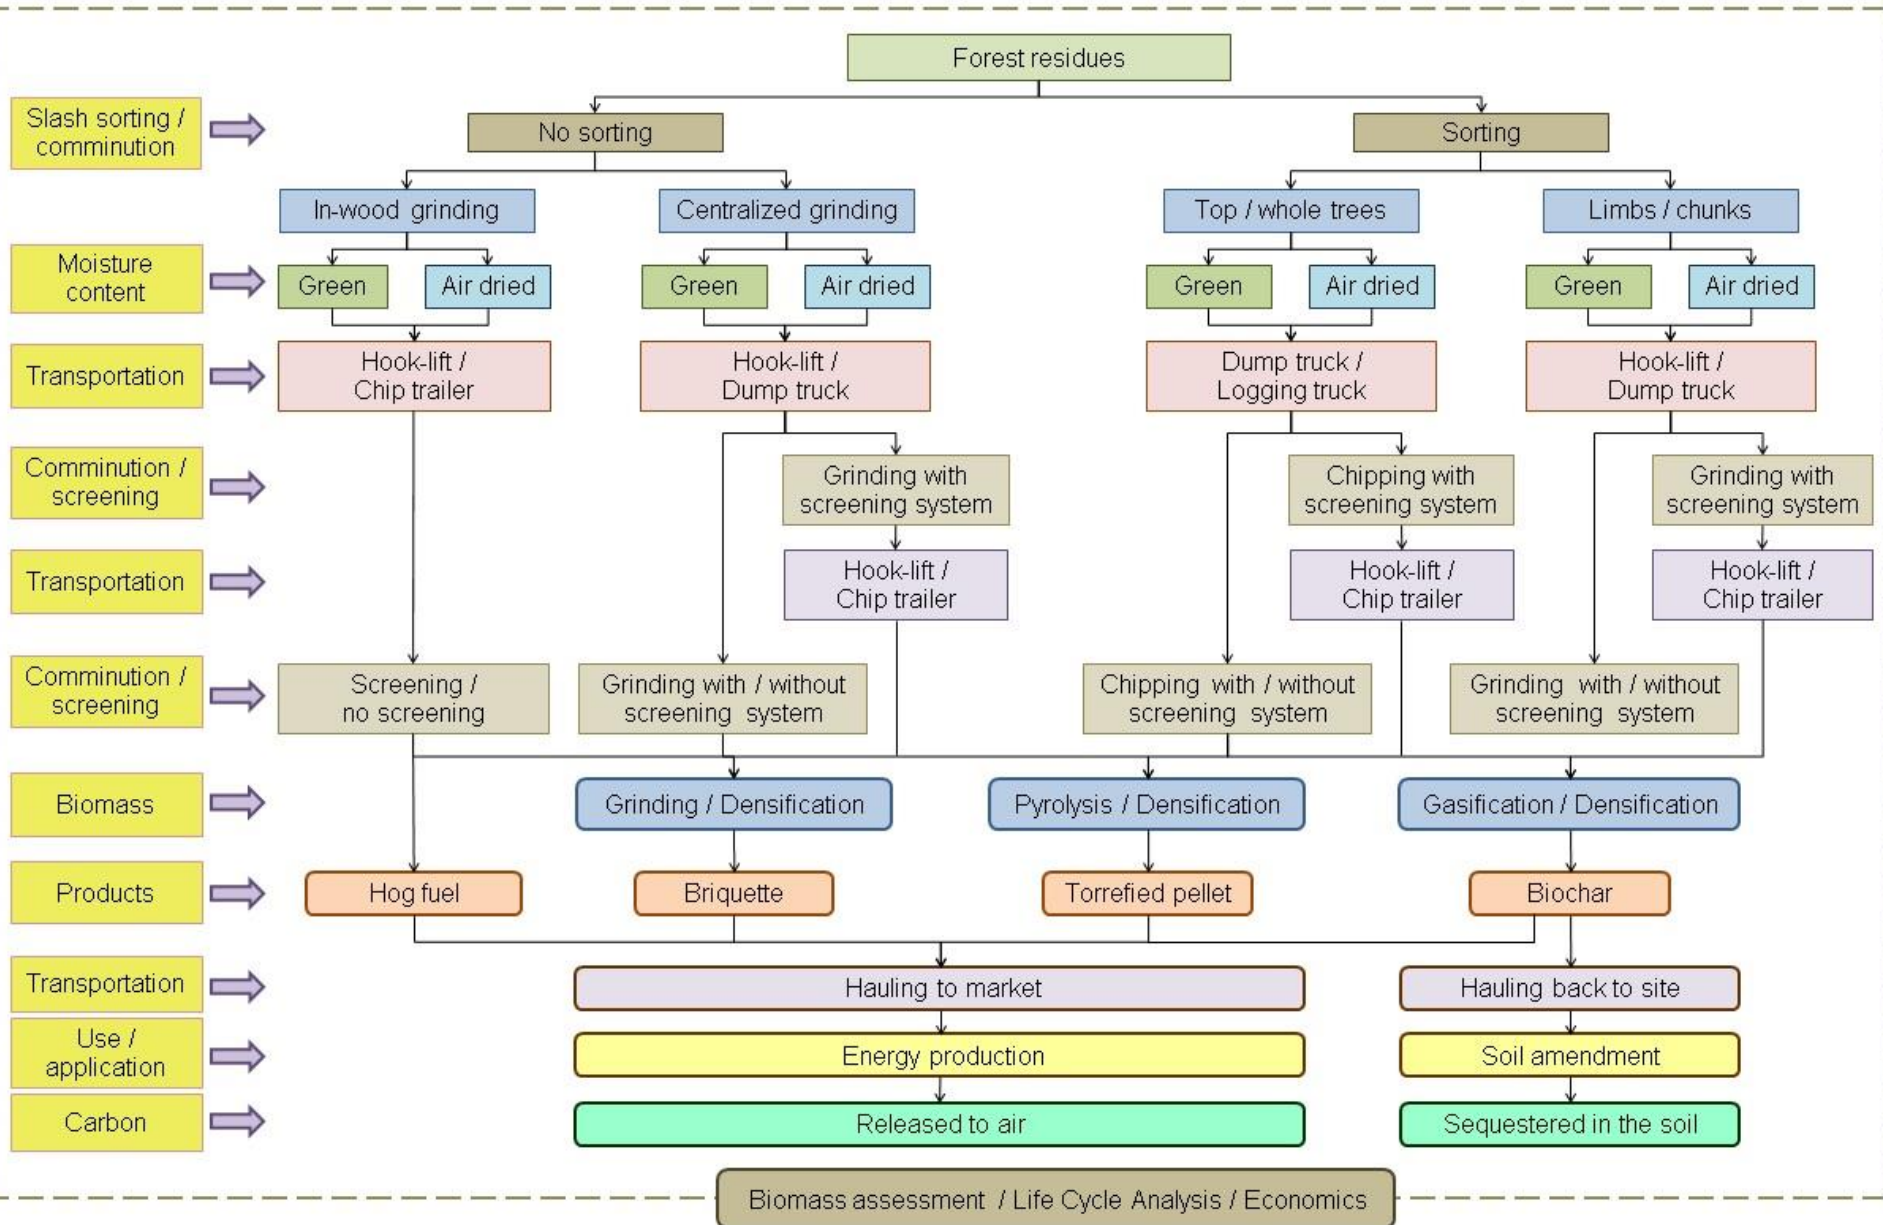 Forest residues
Slash sorting /
comminution
No sorting
Sorting
In-wood grinding
Centralized grinding
Top / whole trees
Limbs / chunks
Moisture
content
Green
Air dried
Green
Air dried
Green
Air dried
Green
Air dried
Transportation
Hook-lift /
Chip trailer
Hook-lift /
Dump truck
Dump truck /
Logging truck
Hook-lift /
Dump truck
Comminution /
screening
Grinding with
screening system
Chipping with
screening system
Grinding with
screening system
Transportation
Hook-lift /
Chip trailer
Hook-lift /
Chip trailer
Hook-lift /
Chip trailer
Comminution /
screening
Screening /
no screening
Grinding with / without
screening system
Chipping with / without
screening system
Grinding with / without
screening system
Biomass
Grinding / Densification
Pyrolysis / Densification
Gasification / Densification
Products
Hog fuel
Briquette
Torrefied pellet
Biochar
Transportation
Hauling to market
Hauling back to site
Use /
application
Energy production
Soil amendment
Carbon
Released to air
Sequestered in the soil
Biomass assessment / Life Cycle Analysis / Economics